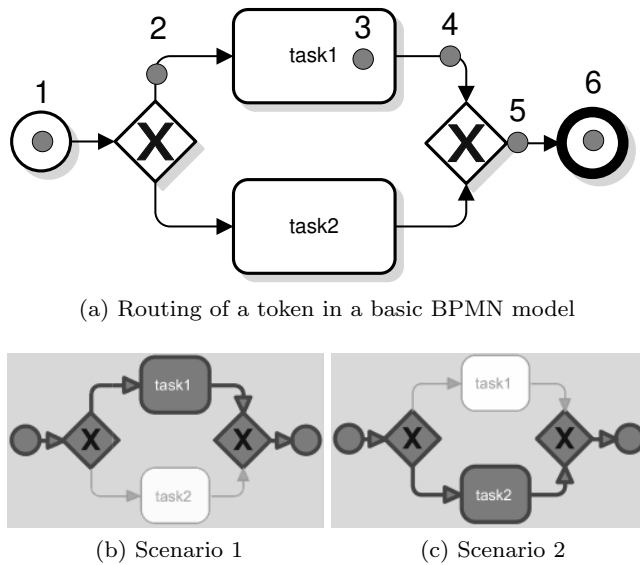 1
2
3
4
5
6
task1
X
X
task2
(a) Routing of a token in a basic BPMN model
task1
X
X
task2
task1
X
X
task2
(b) Scenario 1
(c) Scenario 2